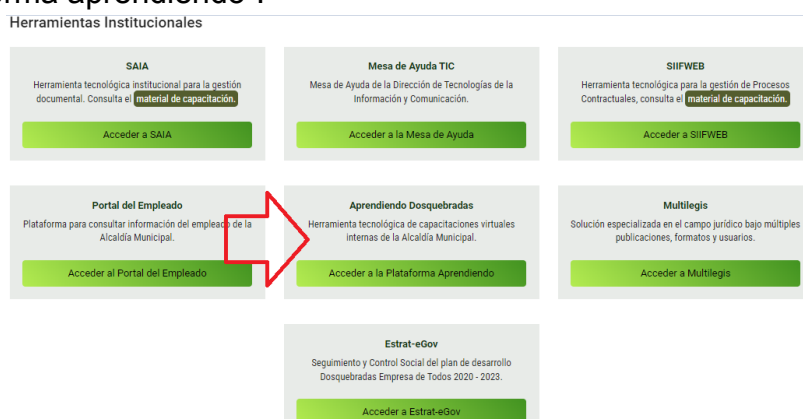 aprendiendo".
Herramientas Institucionales
SAIA
Herramienta tecnológica institucional para la gestión
documental. Consulta el material de capacitación.
Acceder a SAIA
Mesa de Ayuda TIC
Mesa de Ayuda de la Dirección de Tecnologías de la
Información y Comunicación.
Acceder a la Mesa de Ayuda
SIIFWEB
Herramienta tecnológica para la gestión de Procesos
Contractuales, consulta el material de capacitación.
Acceder a SIIFWEB
Portal del Empleado
Plataforma para consultar información del empleado de la
Alcaldía Municipal.
Acceder al Portal del Empleado
Aprendiendo Dosquebradas
Herramienta tecnológica de capacitaciones virtuales
internas de la Alcaldía Municipal.
Acceder a la Plataforma Aprendiendo
Multilegis
Solución especializada en el campo jurídico bajo múltiples
publicaciones, formatos y usuarios.
Acceder a Multilegis
Estrat-eGov
Seguimiento y Control Social del plan de desarrollo
Dosquebradas Empresa de Todos 2020 - 2023.
Acceder a Estrat-eGov